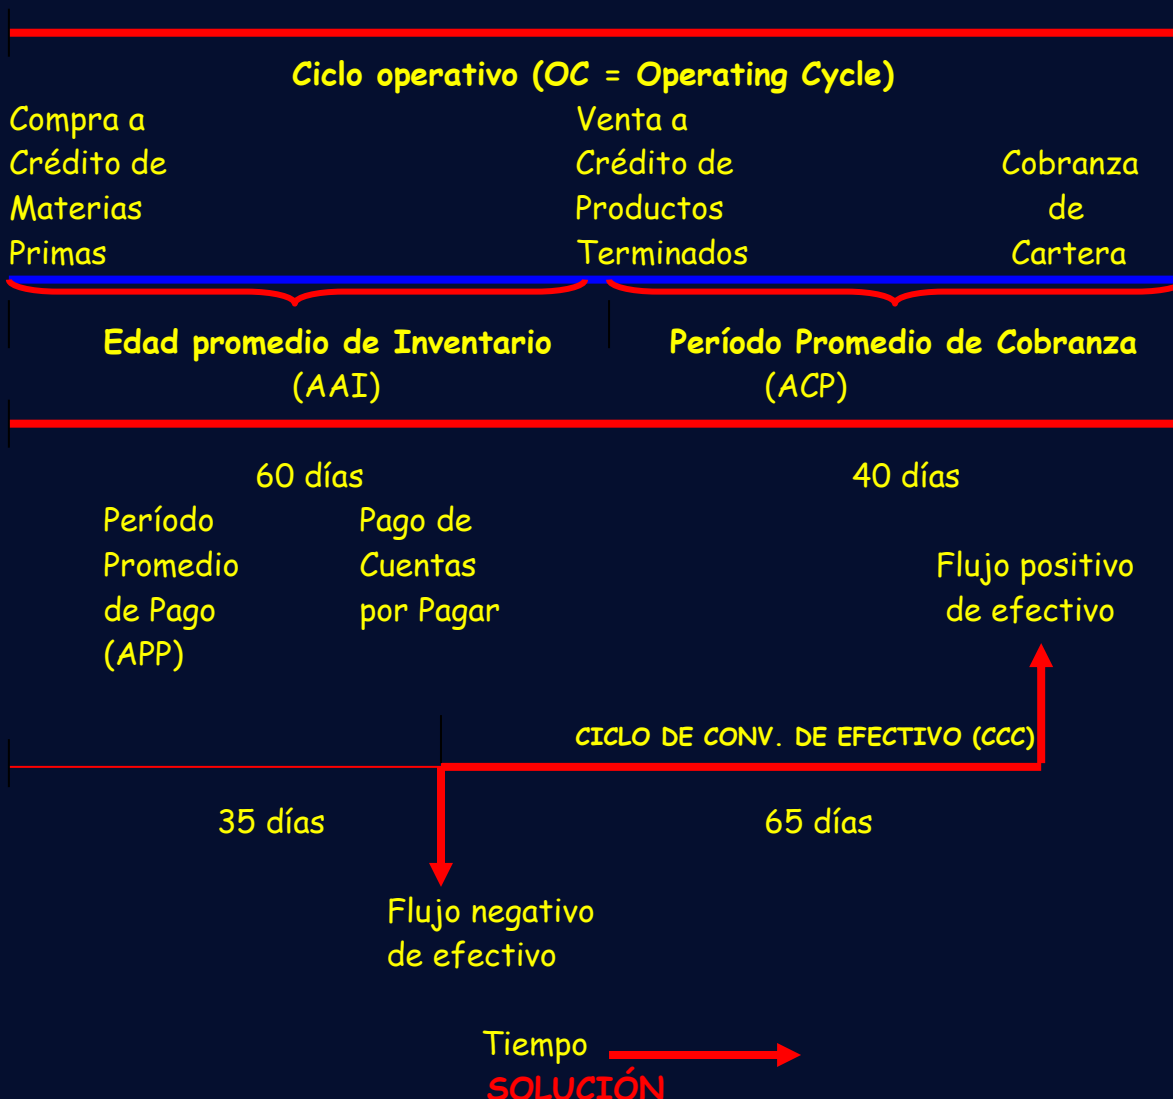 Ciclo operativo (OC = Operating Cycle)
Compra a
Crédito de
Materias
Primas
Venta a
Crédito de
Productos
Terminados
Cobranza
de
Cartera
Edad promedio de Inventario
(AAI)
Período Promedio de Cobranza
(ACP)
60 días
40 días
Período
Promedio
de Pago
(APP)
Pago de
Cuentas
por Pagar
Flujo positivo
de efectivo
CICLO DE CONV. DE EFECTIVO (CCC)
35 días
65 días
Flujo negativo
de efectivo
Tiempo
SOLUCIÓN